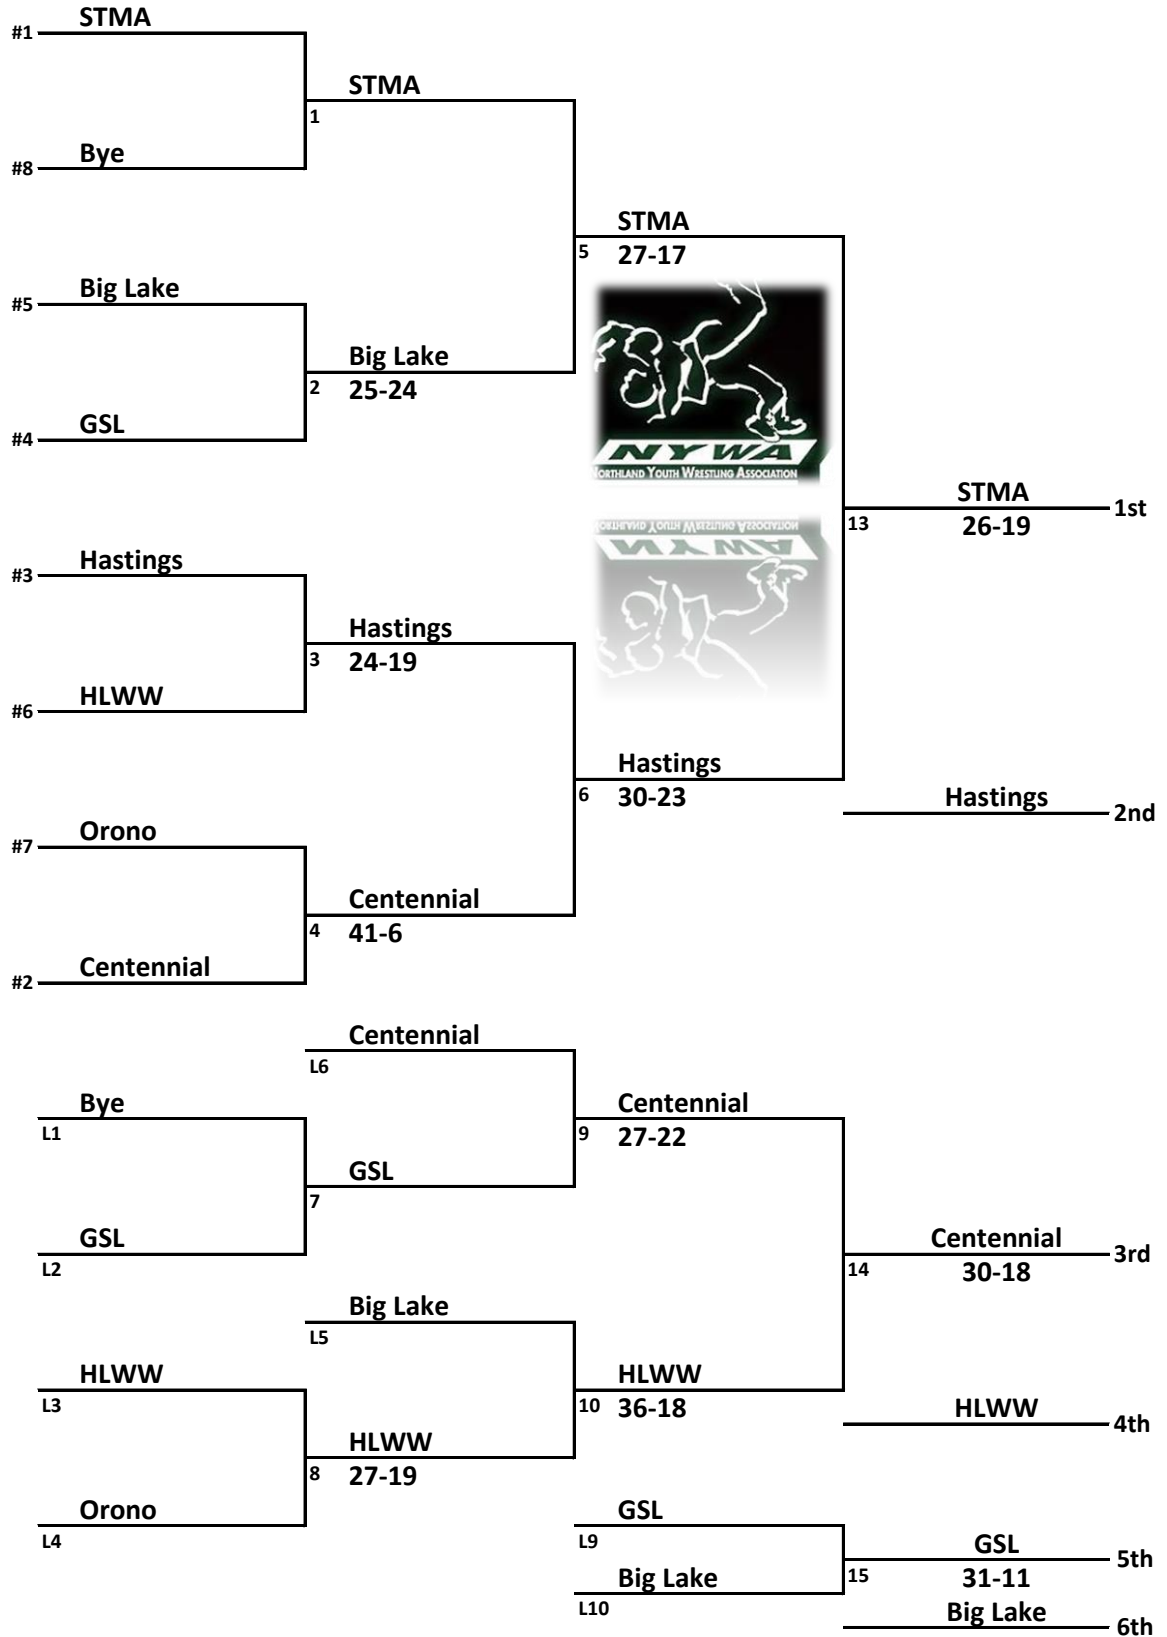 STMA
#1
STMA
1
Bye
#8
STMA
5 27-17
Big Lake
#5
Big Lake
2 25-24
GSL
#4
NYWA
NORTHLAND YOUTH WRESTLING ASSOCIATION
STMA
1st
13 26-19
NORTHLAND YOUTH WRESTLING ASSOCIATION
NYWA
Hastings
#3
Hastings
3 24-19
HLWW
#6
Hastings
6 30-23
Hastings
2nd
Orono
#7
Centennial
4 41-6
Centennial
#2
Centennial
L6
Bye
L1
Centennial
9 27-22
GSL
7
GSL
L2
Centennial
3rd
14 30-18
Big Lake
L5
HLWW
L3
HLWW
10 36-18
HLWW
4th
HLWW
8 27-19
Orono
L4
GSL
L9
GSL
5th
15 31-11
Big Lake
L10
Big Lake
6th